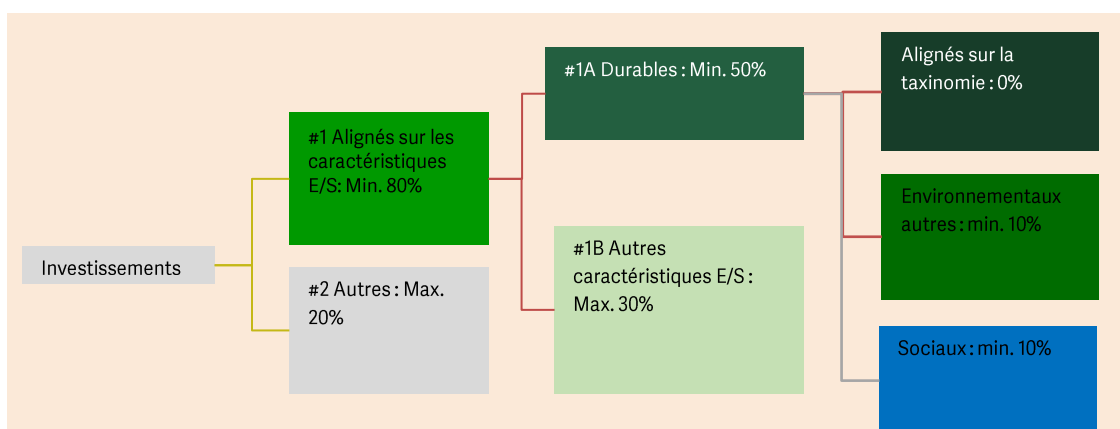 Investissements
#1 Alignés sur les
caractéristiques
E/S: Min. 80%
#2 Autres : Max.
20%
#1A Durables : Min. 50%
#1B Autres
caractéristiques E/S :
Max. 30%
Alignés sur la
taxinomie : 0%
Environnementaux
autres : min. 10%
Sociaux : min. 10%